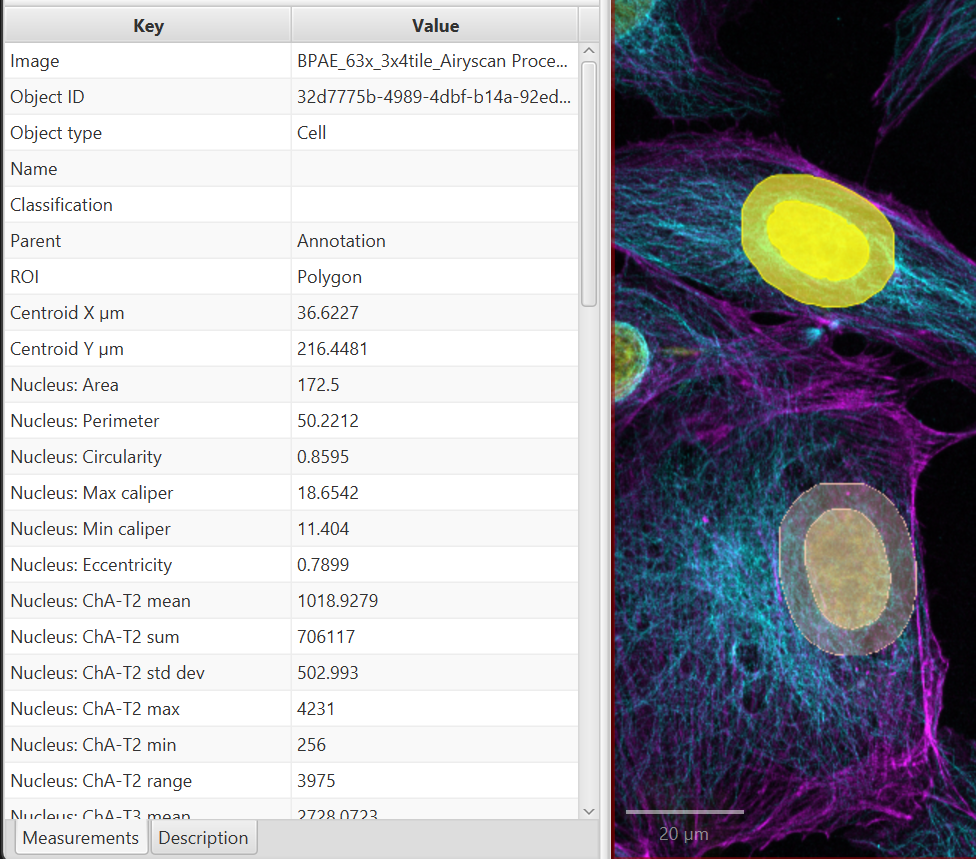 Key Value
Image BPAE_63x_3x4tile_Airyscan Proce...
Object ID 32d7775b-4989-4dbf-b14a-92ed...
Object type Cell
Name
Classification
Parent Annotation
ROI Polygon
Centroid X µm 36.6227
Centroid Y µm 216.4481
Nucleus: Area 172.5
Nucleus: Perimeter 50.2212
Nucleus: Circularity 0.8595
Nucleus: Max caliper 18.6542
Nucleus: Min caliper 11.404
Nucleus: Eccentricity 0.7899
Nucleus: ChA-T2 mean 1018.9279
Nucleus: ChA-T2 sum 706117
Nucleus: ChA-T2 std dev 502.993
Nucleus: ChA-T2 max 4231
Nucleus: ChA-T2 min 256
Nucleus: ChA-T2 range 3975
Nucleus: ChA-T3 mean 2728.0723
Measurements Description
20 µm